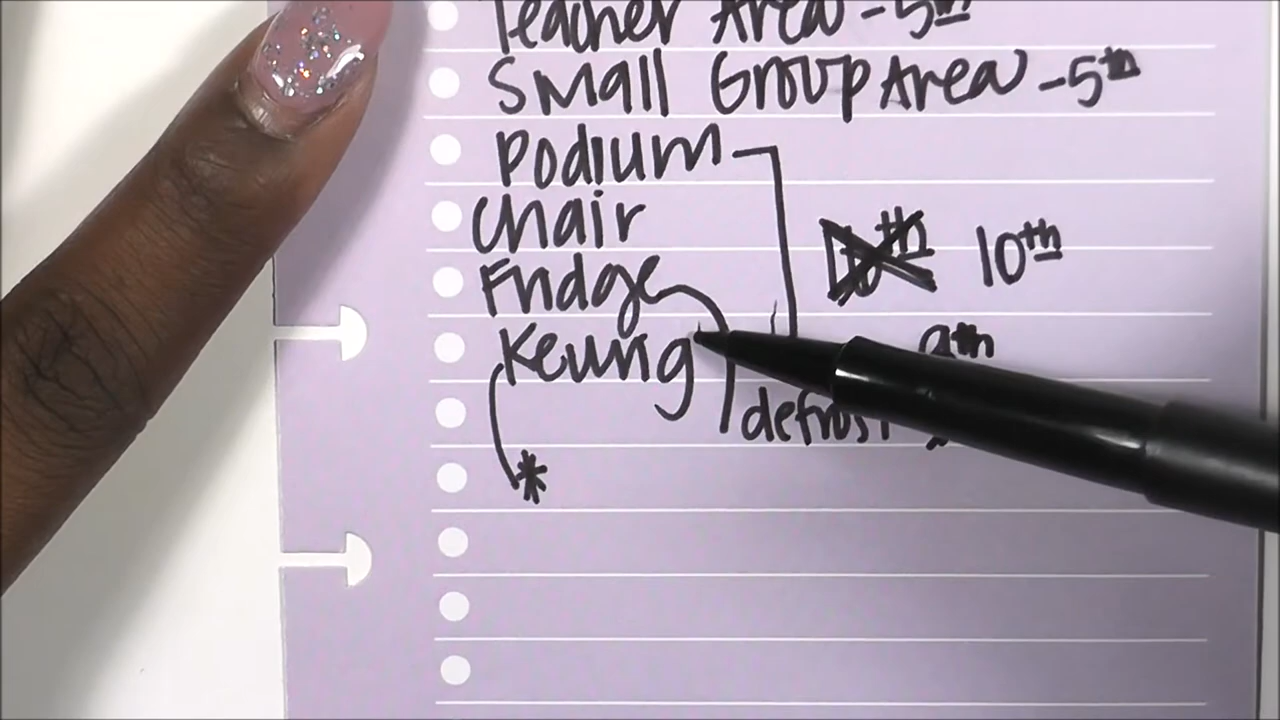 Teacher Area - 5th
Small Group Area - 5th
Podium
Chair
10th
Fridge
Keurig
9th
defrost
*